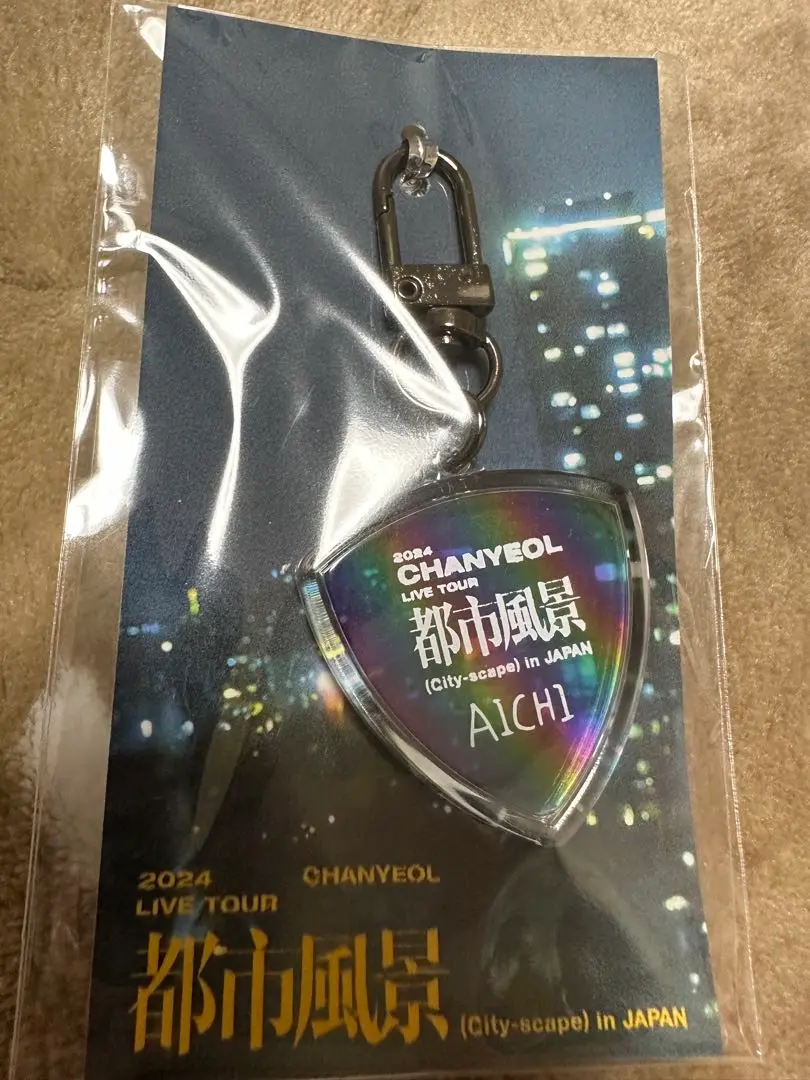 2024
CHANYEOL
LIVE TOUR
都市風景
(City-scape) in JAPAN
AICHI
2024 CHANYEOL
LIVE TOUR
都市風景 (City-scape) in JAPAN